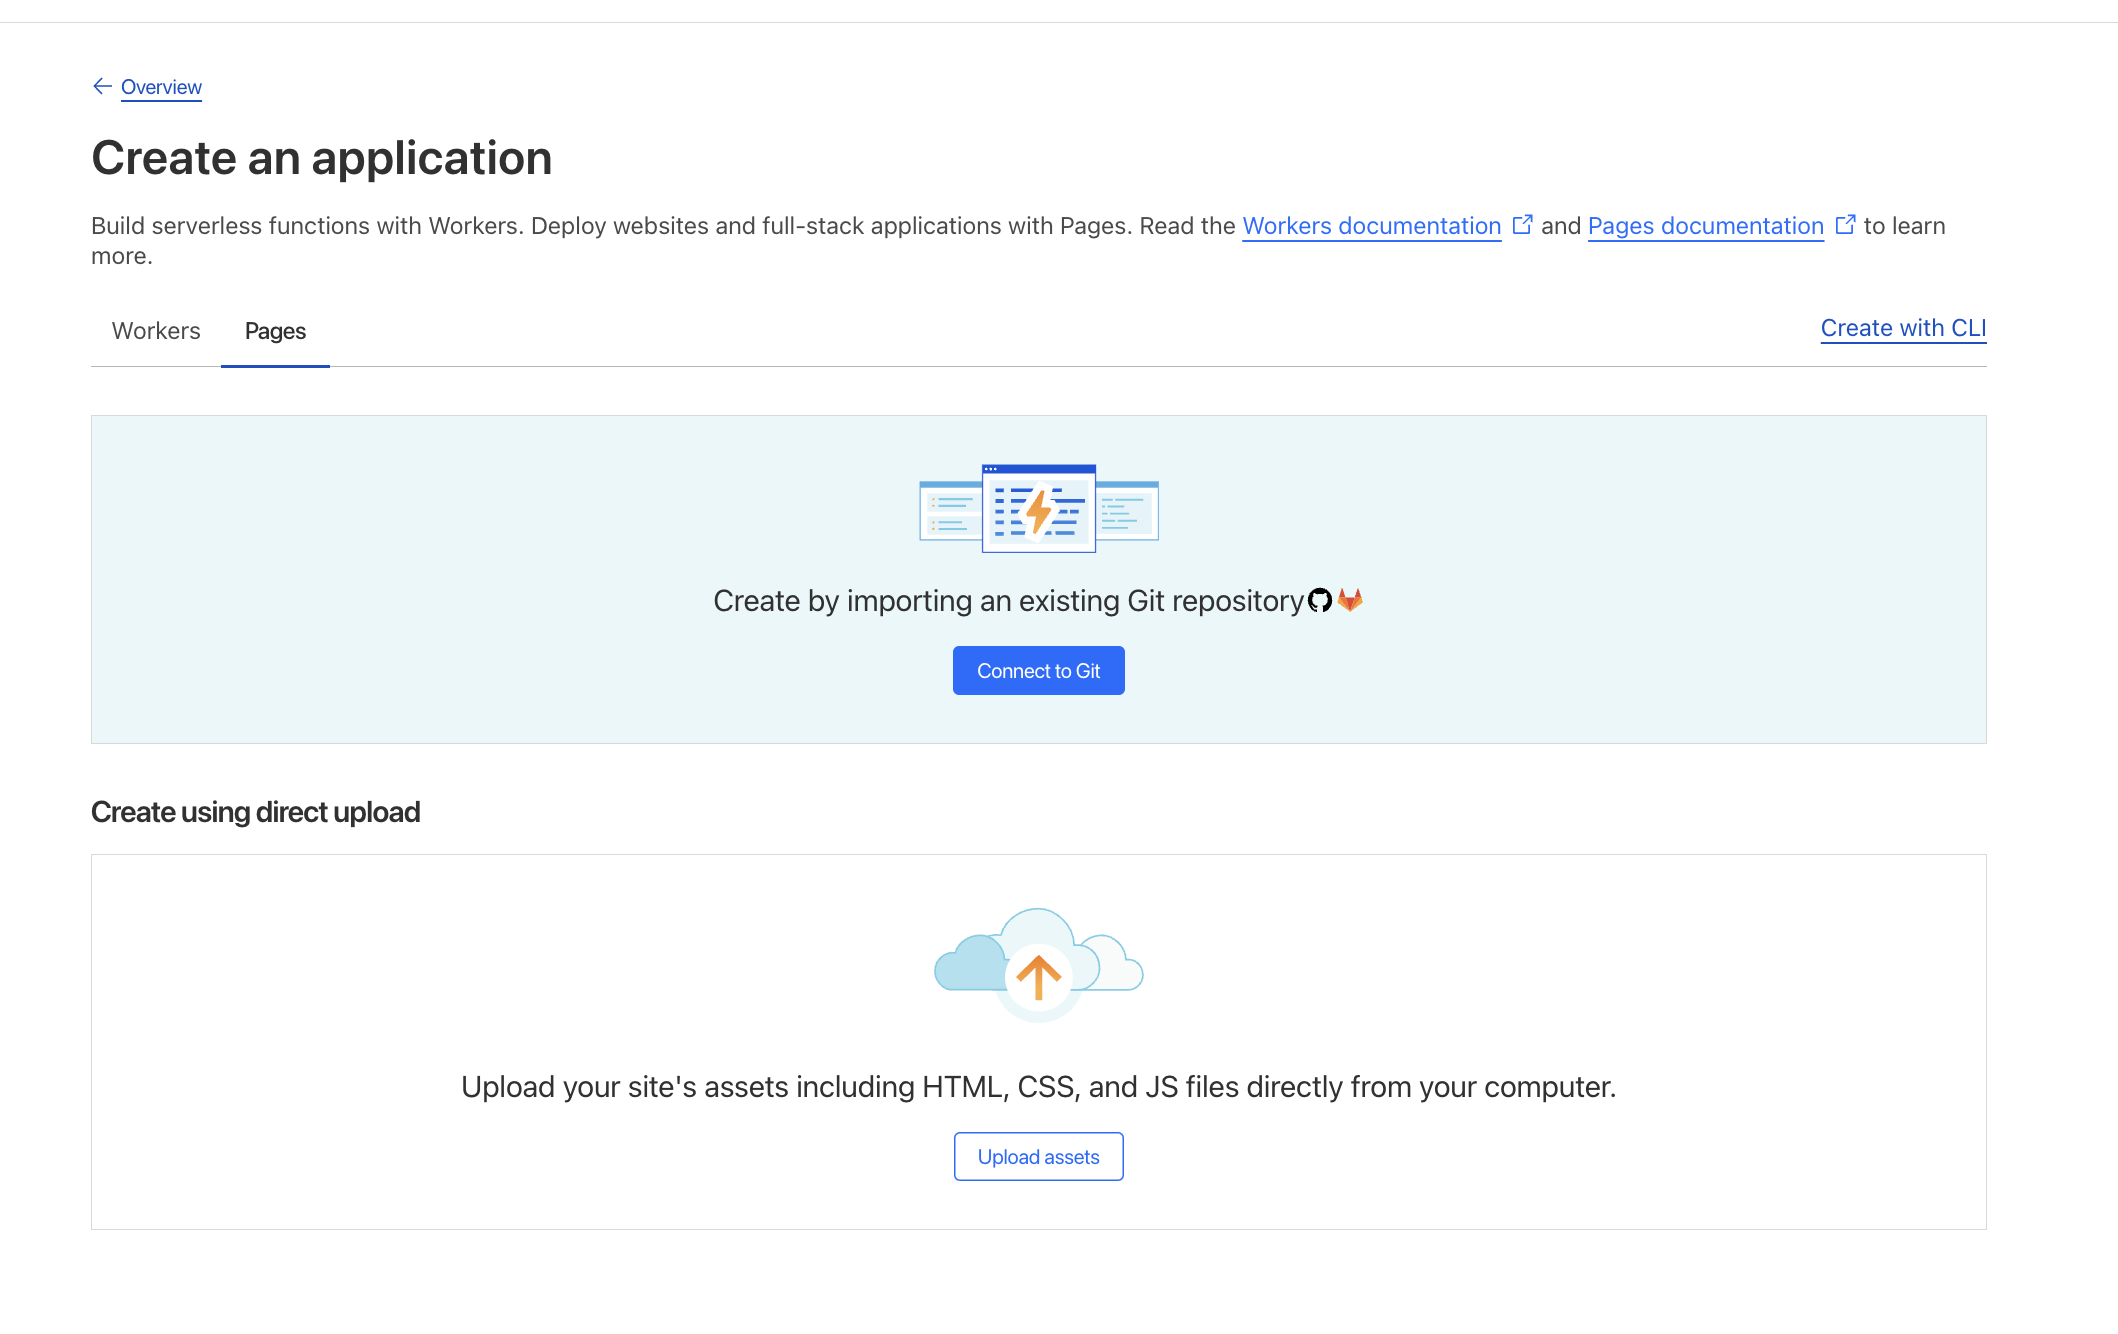 Overview
Create an application
Build serverless functions with Workers. Deploy websites and full-stack applications with Pages. Read the Workers documentation and Pages documentation to learn
more.
Workers Pages Create with CLI
Create by importing an existing Git repository
Connect to Git
Create using direct upload
Upload your site's assets including HTML, CSS, and JS files directly from your computer.
Upload assets